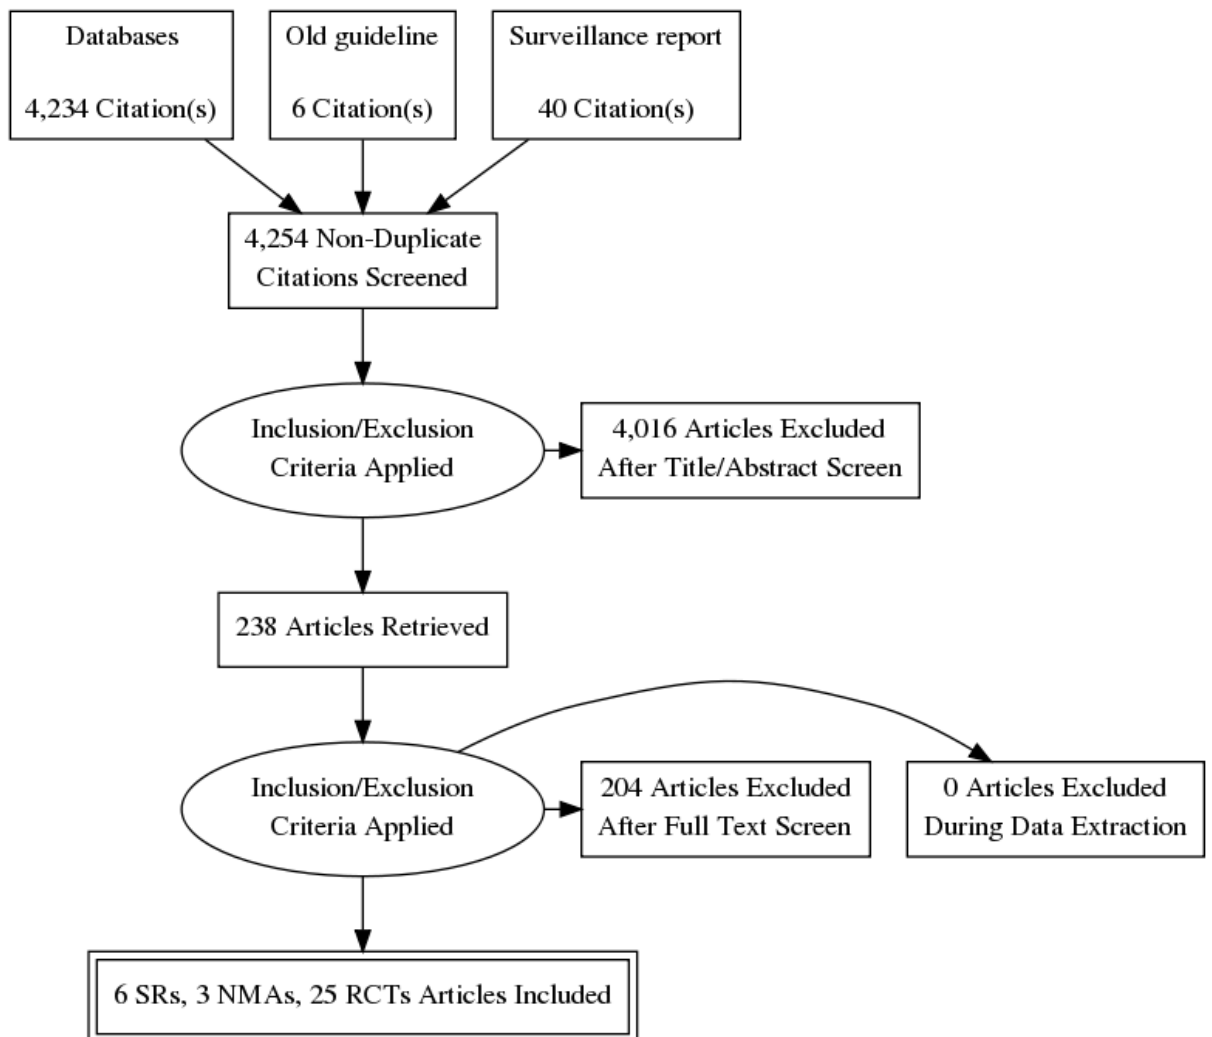 Databases
4,234 Citation(s)
Old guideline
6 Citation(s)
Surveillance report
40 Citation(s)
4,254 Non-Duplicate
Citations Screened
Inclusion/Exclusion
Criteria Applied
4,016 Articles Excluded
After Title/Abstract Screen
238 Articles Retrieved
Inclusion/Exclusion
Criteria Applied
204 Articles Excluded
After Full Text Screen
0 Articles Excluded
During Data Extraction
6 SRs, 3 NMAs, 25 RCTs Articles Included